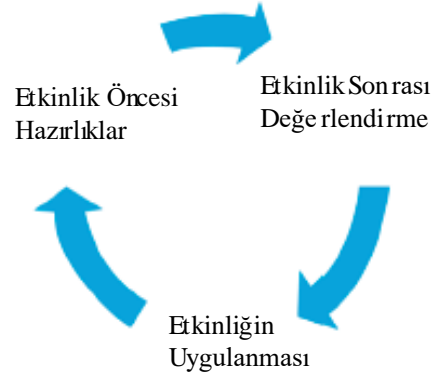 Etkinlik Öncesi
Hazırlıklar
Etkinlik Sonrası
Değerlendirme
Etkinliğin
Uygulanması